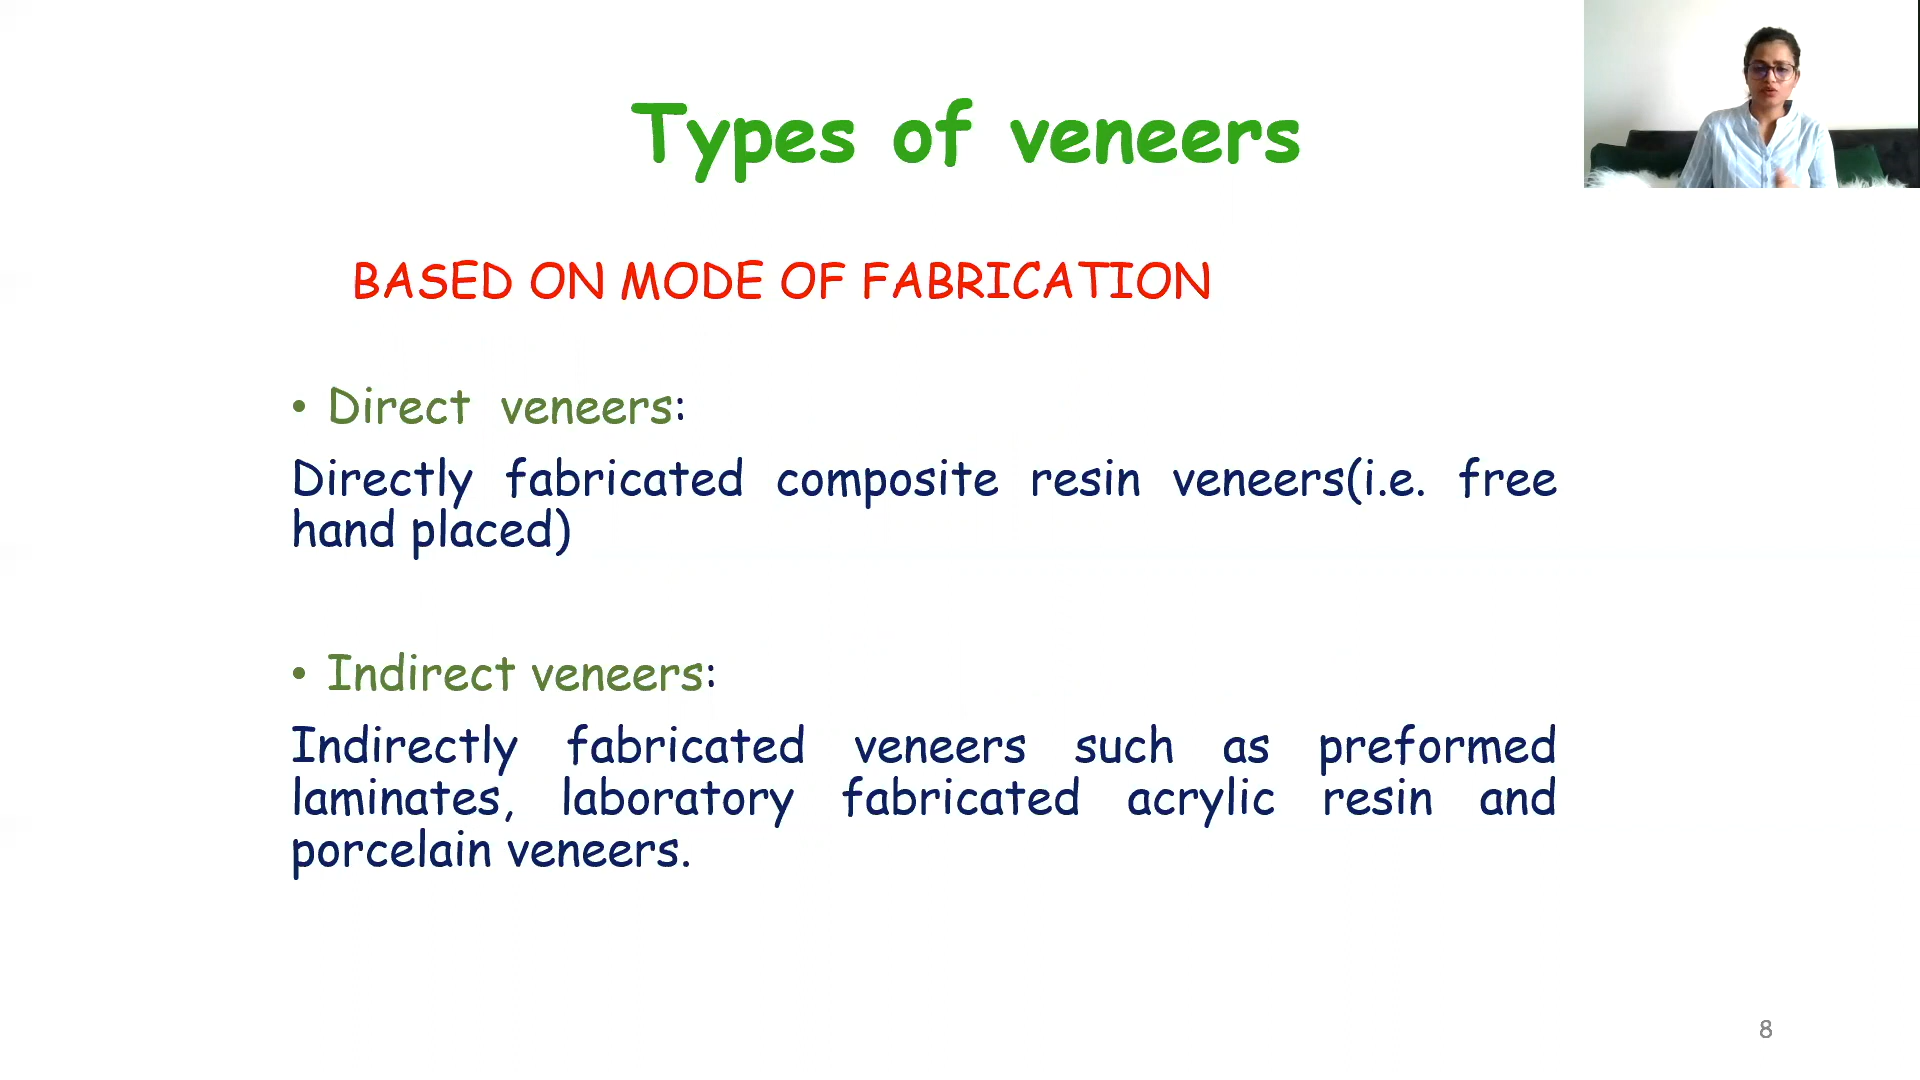 Types of veneers
BASED ON MODE OF FABRICATION
• Direct veneers:
Directly fabricated composite resin veneers(i.e. free
hand placed)
• Indirect veneers:
Indirectly fabricated veneers such as preformed
laminates, laboratory fabricated acrylic resin and
porcelain veneers.
8